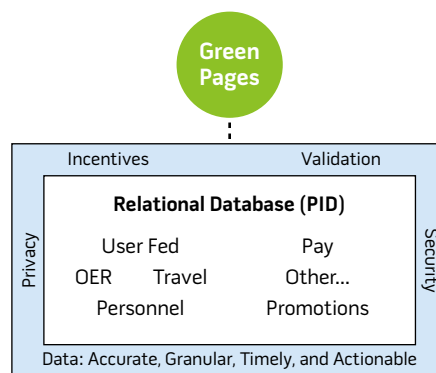 Green
Pages
Incentives Validation
Privacy
Relational Database (PID)
User Fed Pay
OER Travel Other...
Personnel Promotions
Security
Data: Accurate, Granular, Timely, and Actionable